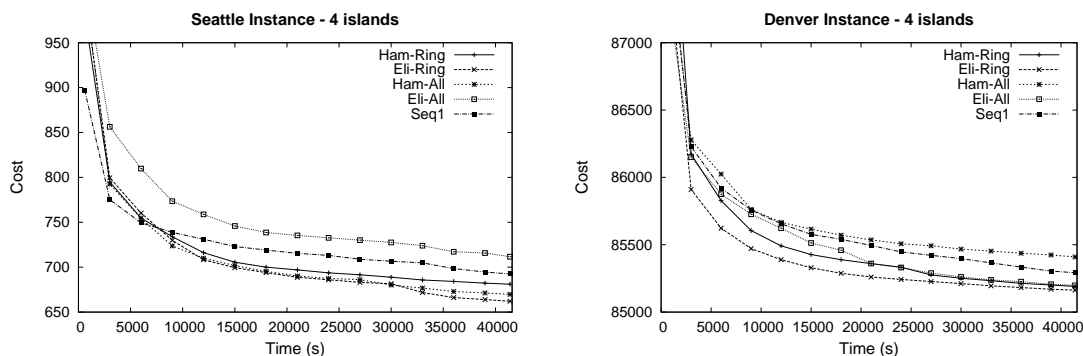 Seattle Instance - 4 islands
950
900
850
800
750
700
650
Cost
0 5000 10000 15000 20000 25000 30000 35000 40000
Time (s)
Ham-Ring
Eli-Ring
Ham-All
Eli-All
Seq1
Denver Instance - 4 islands
87000
86500
86000
85500
85000
Cost
0 5000 10000 15000 20000 25000 30000 35000 40000
Time (s)
Ham-Ring
Eli-Ring
Ham-All
Eli-All
Seq1